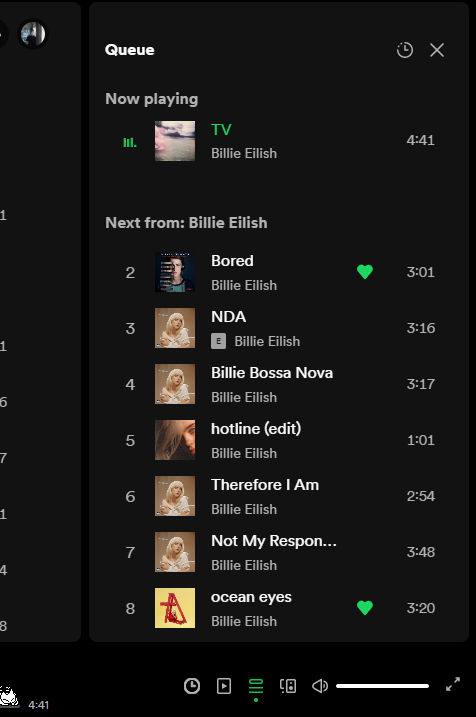 Queue
Now playing
TV
Billie Eilish
4:41
Next from: Billie Eilish
2
Bored
Billie Eilish
3:01
3
NDA
E Billie Eilish
3:16
4
Billie Bossa Nova
Billie Eilish
3:17
5
hotline (edit)
Billie Eilish
1:01
6
Therefore I Am
Billie Eilish
2:54
7
Not My Respon...
Billie Eilish
3:48
8
ocean eyes
Billie Eilish
3:20
1
1
6
7
1
4
8
4:41